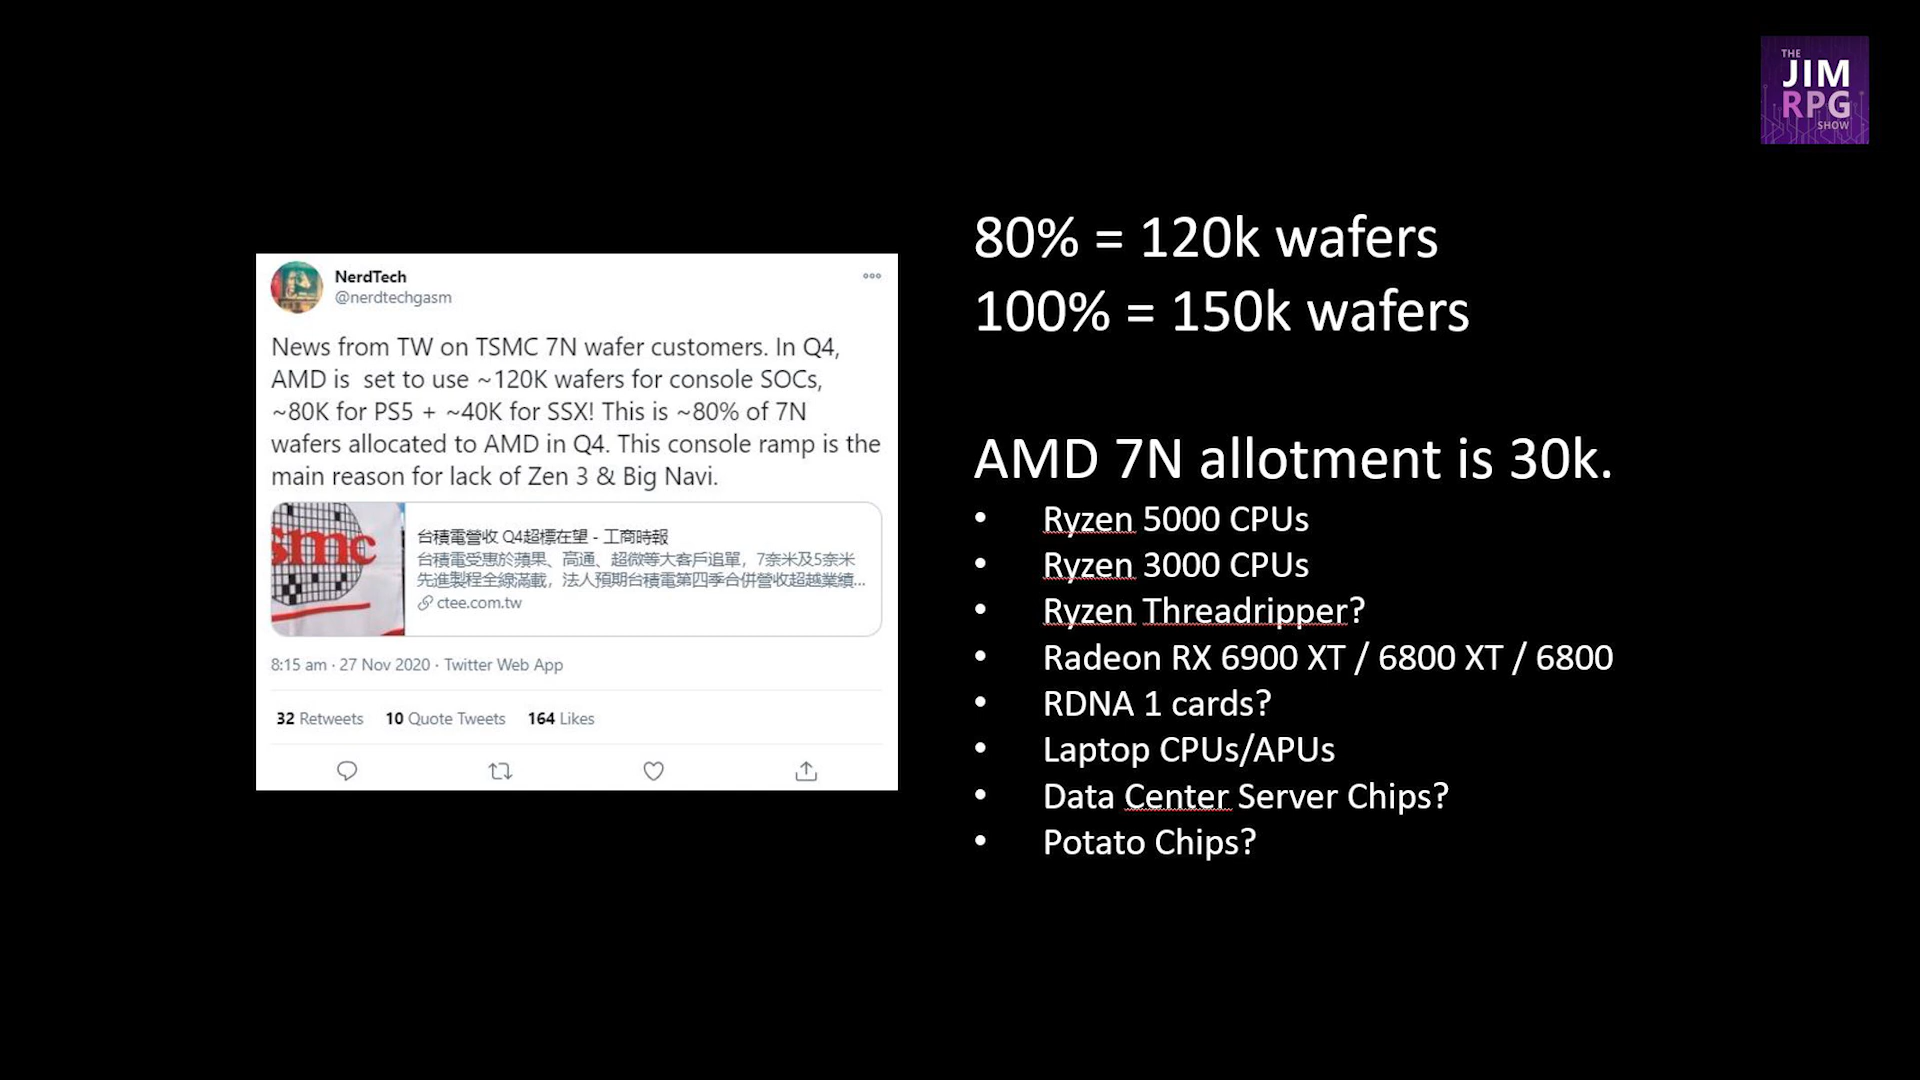 THE
JIM
RPG
SHOW
NerdTech
@nerdtechgasm
News from TW on TSMC 7N wafer customers. In Q4,
AMD is set to use ~120K wafers for console SOCs,
~80K for PS5 + ~40K for SSX! This is ~80% of 7N
wafers allocated to AMD in Q4. This console ramp is the
main reason for lack of Zen 3 & Big Navi.
smc
台積電營收 Q4超標在望 - 工商時報
台積電受惠於蘋果、高通、超微等大客戶追單，7奈米及5奈米
先進製程全線滿載，法人預期台積電第四季合併營收超越業績...
ctee.com.tw
8:15 am · 27 Nov 2020 · Twitter Web App
32 Retweets 10 Quote Tweets 164 Likes
80% = 120k wafers
100% = 150k wafers
AMD 7N allotment is 30k.
• Ryzen 5000 CPUs
• Ryzen 3000 CPUs
• Ryzen Threadripper?
• Radeon RX 6900 XT / 6800 XT / 6800
• RDNA 1 cards?
• Laptop CPUs/APUs
• Data Center Server Chips?
• Potato Chips?